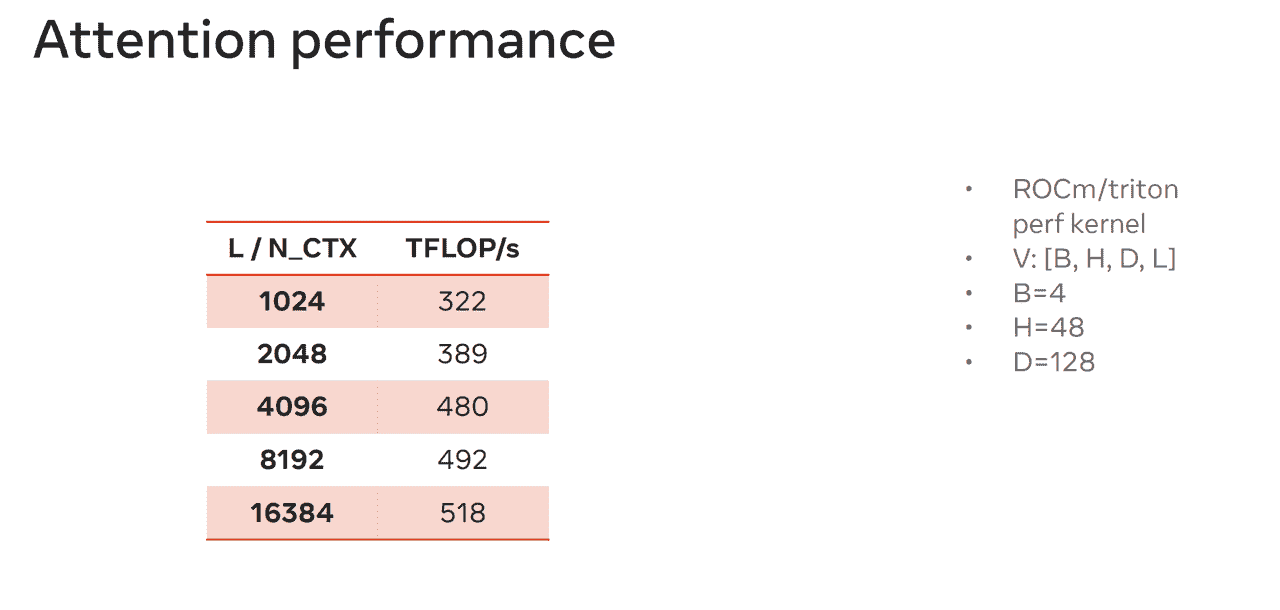 Attention performance
L / N_CTX TFLOP/s
1024 322
2048 389
4096 480
8192 492
16384 518
• ROCm/triton
perf kernel
• V: [B, H, D, L]
• B=4
• H=48
• D=128